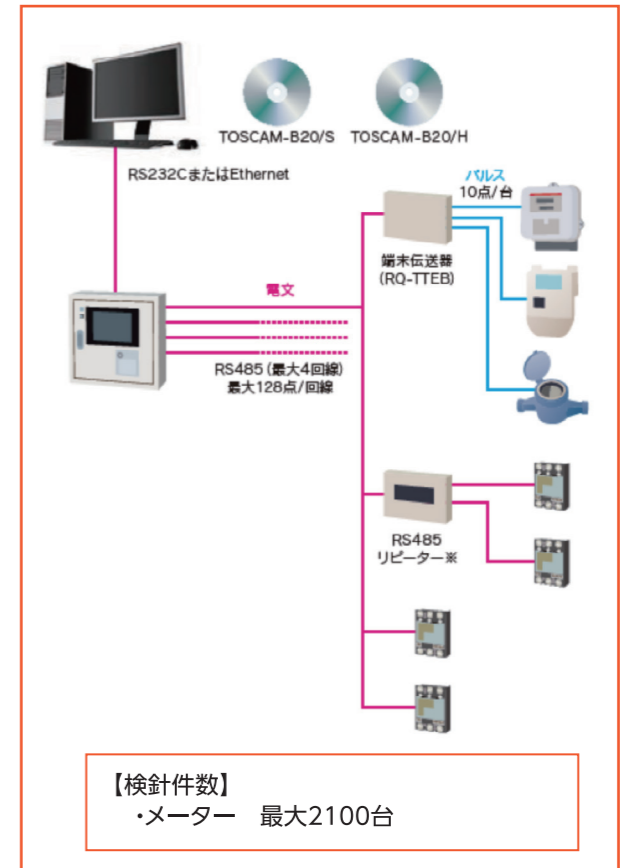 TOSCAM-B20/S TOSCAM-B20/H
RS232CまたはEthernet
パルス
10点/台
端末伝送器
(RQ-TTEB)
電文
RS485 (最大4回線)
最大128点/回線
RS485
リピーター※
【検針件数】
・メーター 最大2100台